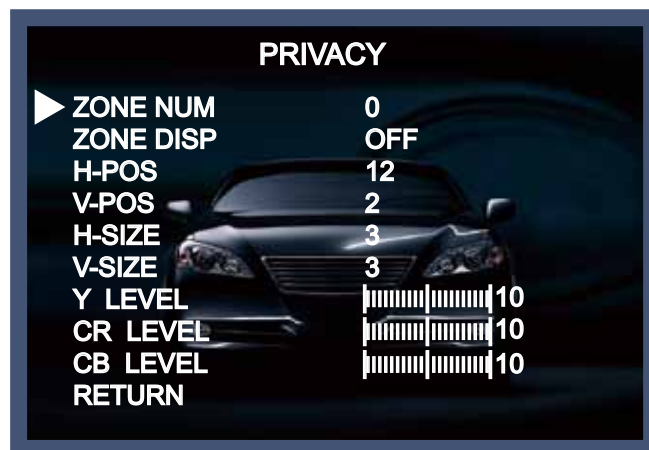 PRIVACY
ZONE NUM 0
ZONE DISP OFF
H-POS 12
V-POS 2
H-SIZE 3
V-SIZE 3
Y LEVEL 10
CR LEVEL 10
CB LEVEL 10
RETURN